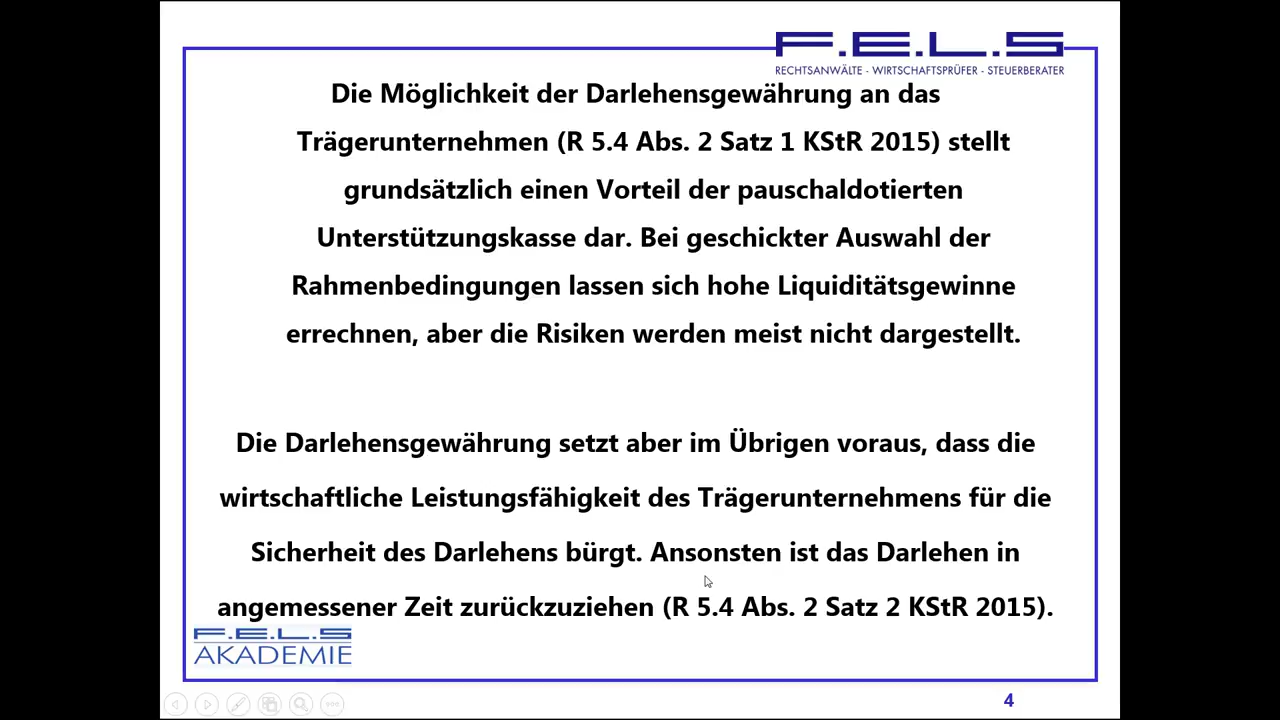 F.E.L.S
RECHTSANWÄLTE - WIRTSCHAFTSPRÜFER - STEUERBERATER
Die Möglichkeit der Darlehensgewährung an das
Trägerunternehmen (R 5.4 Abs. 2 Satz 1 KStR 2015) stellt
grundsätzlich einen Vorteil der pauschaldotierten
Unterstützungskasse dar. Bei geschickter Auswahl der
Rahmenbedingungen lassen sich hohe Liquiditätsgewinne
errechnen, aber die Risiken werden meist nicht dargestellt.
Die Darlehensgewährung setzt aber im Übrigen voraus, dass die
wirtschaftliche Leistungsfähigkeit des Trägerunternehmens für die
Sicherheit des Darlehens bürgt. Ansonsten ist das Darlehen in
angemessener Zeit zurückzuziehen (R 5.4 Abs. 2 Satz 2 KStR 2015).
F.E.L.S
AKADEMIE
4